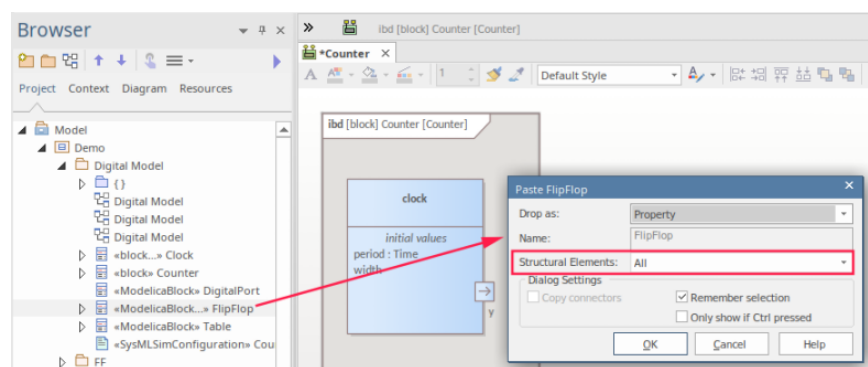 Browser
Project Context Diagram Resources
Model
Demo
Digital Model
{ }
Digital Model
Digital Model
Digital Model
«block...» Clock
«block» Counter
«ModelicaBlock» DigitalPort
«ModelicaBlock...» FlipFlop
«ModelicaBlock» Table
«SysMLSimConfiguration» Cou
FF
ibd [block] Counter [Counter]
*Counter ×
1
Default Style
ibd [block] Counter [Counter]
clock
initial values
period : Time
width
y
Paste FlipFlop
Drop as: Property
Name: FlipFlop
Structural Elements: All
Dialog Settings
Copy connectors
Remember selection
Only show if Ctrl pressed
OK Cancel Help